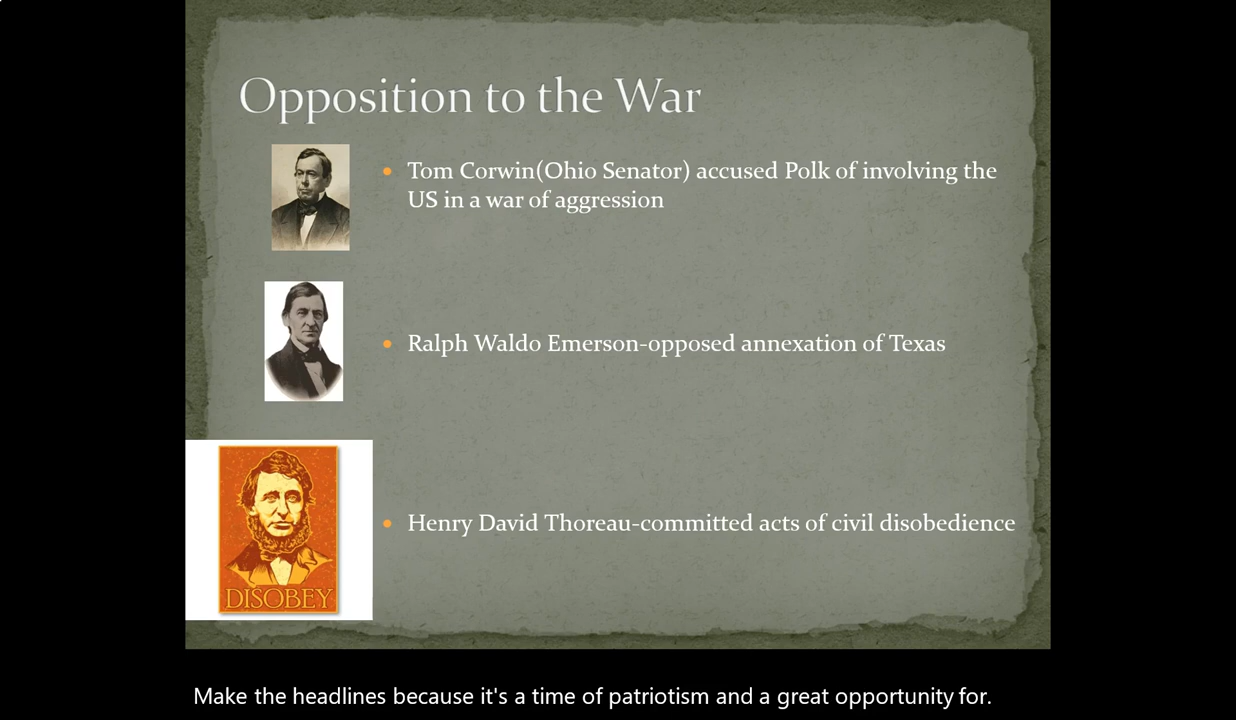 Opposition to the War
Tom Corwin(Ohio Senator) accused Polk of involving the
US in a war of aggression
Ralph Waldo Emerson-opposed annexation of Texas
DISOBEY
Henry David Thoreau-committed acts of civil disobedience
Make the headlines because it's a time of patriotism and a great opportunity for.